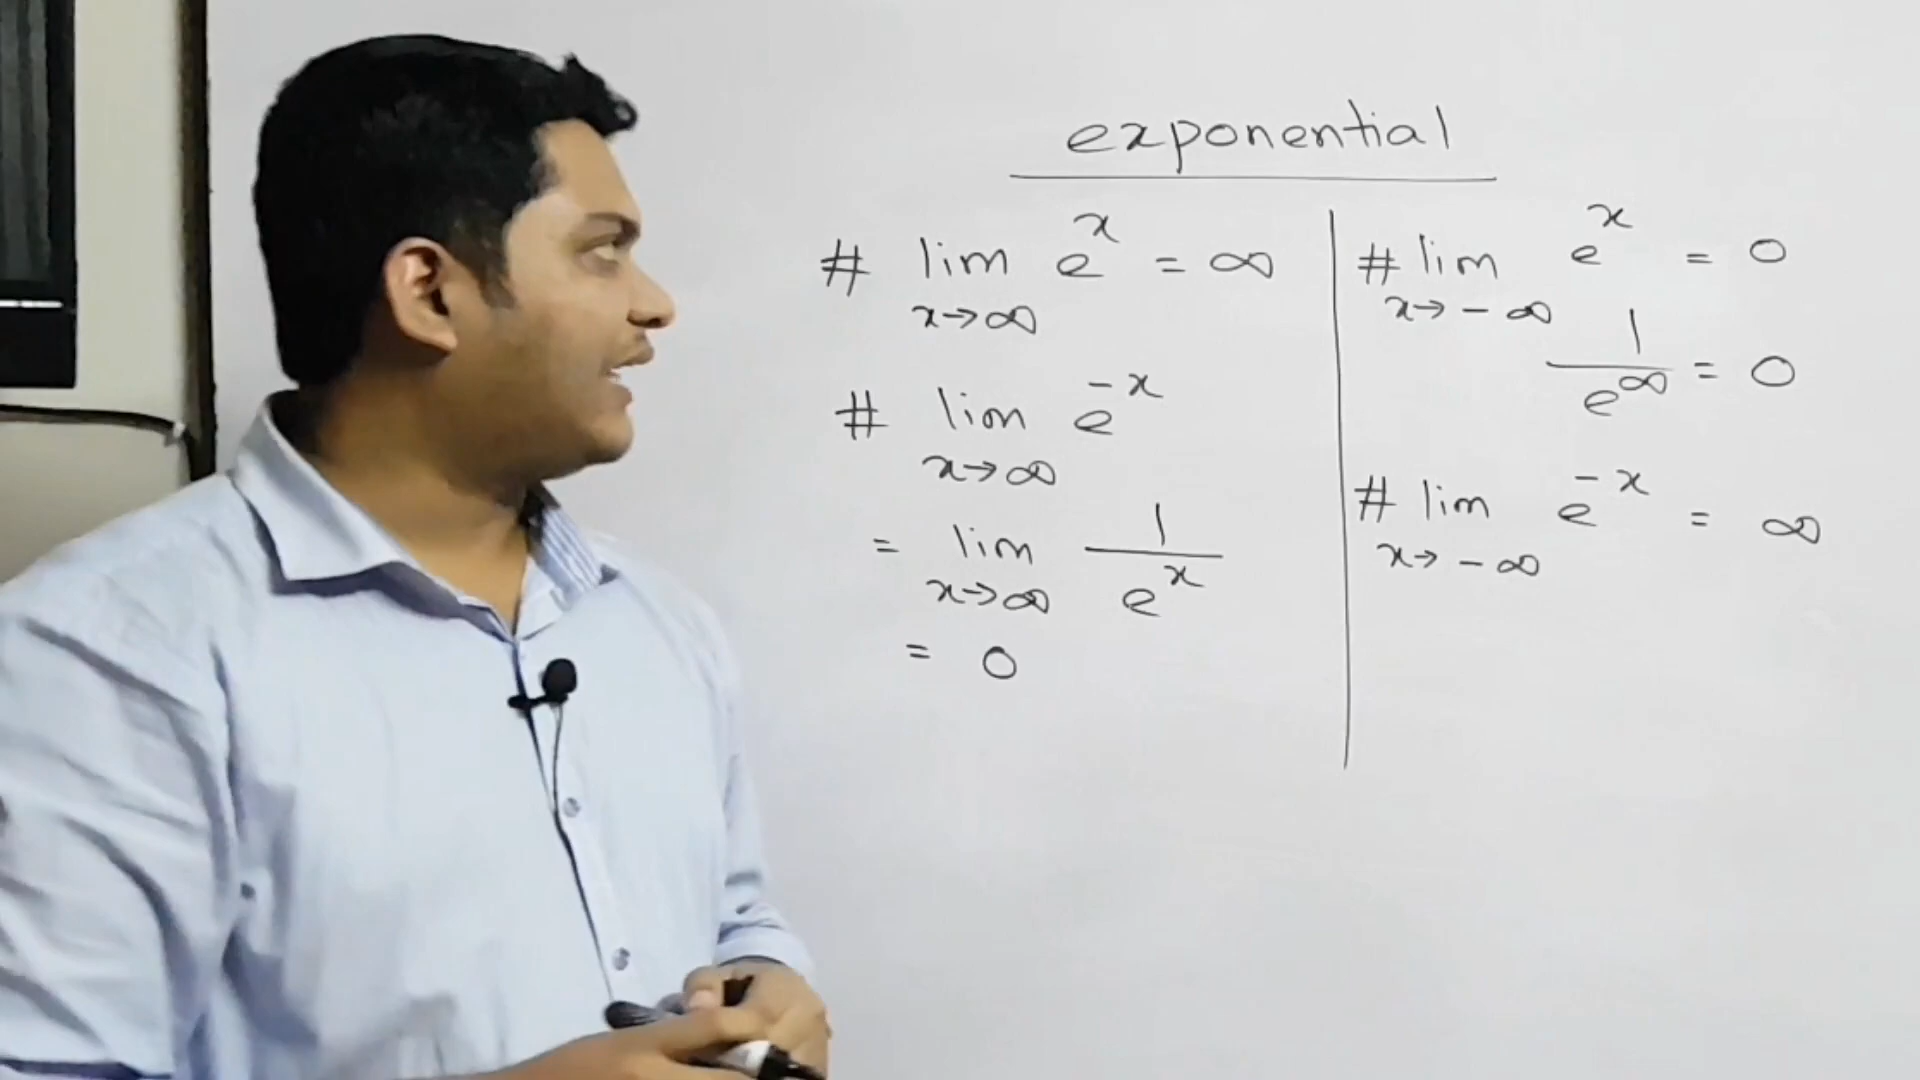 exponential
# lim e^x = ∞
x→∞
# lim e^-x
x→∞
= lim 1/e^x
x→∞
= 0
# lim e^x = 0
x→-∞
1/e^∞ = 0
# lim e^-x = ∞
x→-∞